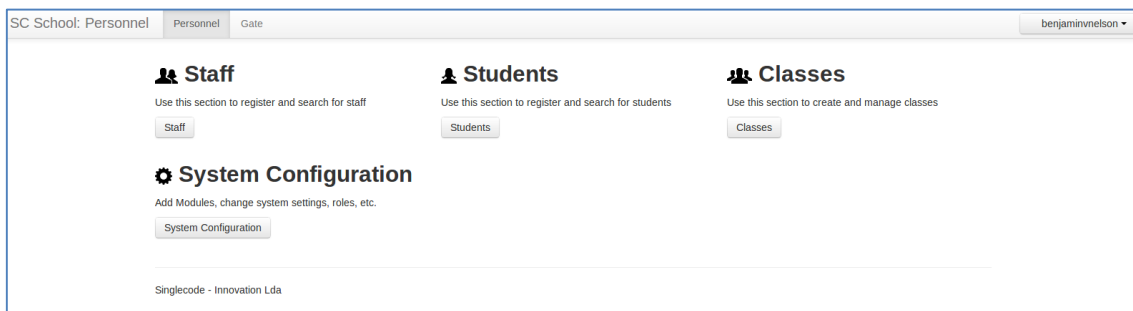 SC School: Personnel Personnel Gate benjaminvnelson
Staff Students Classes
Use this section to register and search for staff Use this section to register and search for students Use this section to create and manage classes
Staff Students Classes
System Configuration
Add Modules, change system settings, roles, etc.
System Configuration
Singlecode - Innovation Lda